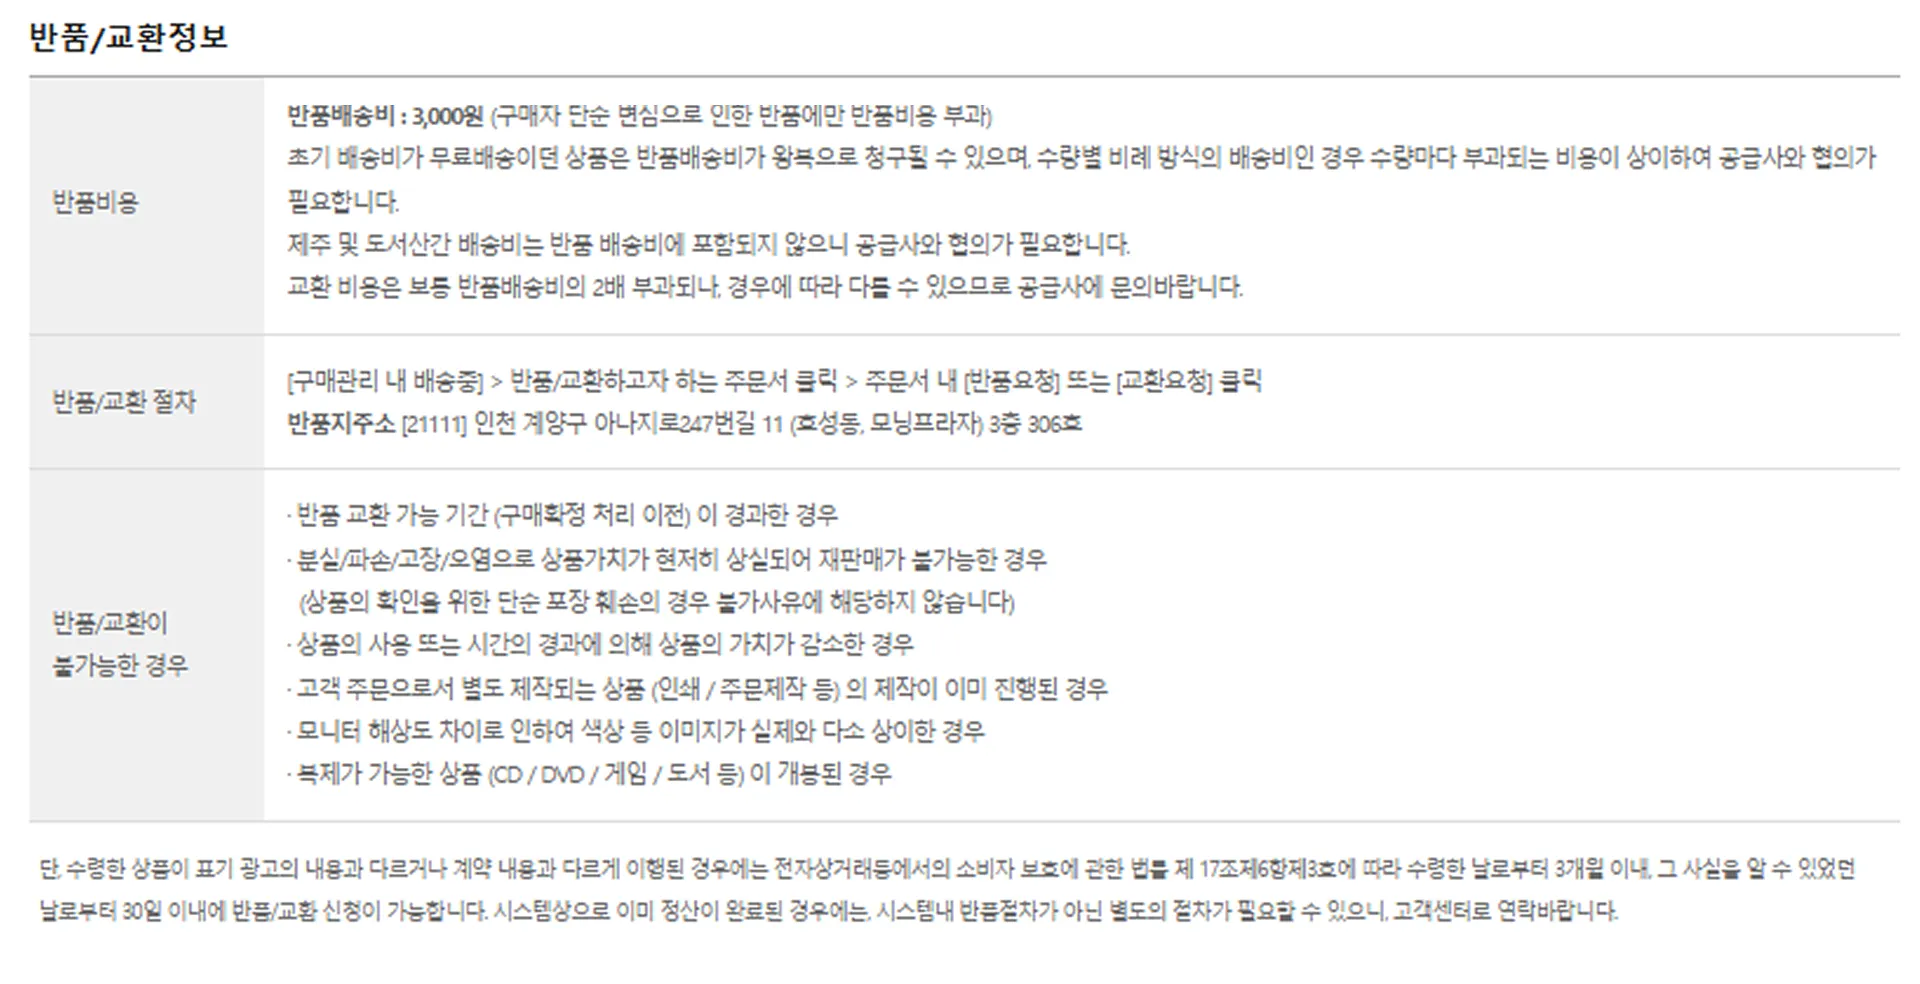 반품/교환정보
반품비용
반품배송비 : 3,000원 (구매자 단순 변심으로 인한 반품에만 반품비용 부과)
초기 배송비가 무료배송이던 상품은 반품배송비가 왕복으로 청구될 수 있으며, 수량별 비례 방식의 배송비인 경우 수량마다 부과되는 비용이 상이하여 공급사와 협의가
필요합니다.
제주 및 도서산간 배송비는 반품 배송비에 포함되지 않으니 공급사와 협의가 필요합니다.
교환 비용은 보통 반품배송비의 2배 부과되나, 경우에 따라 다를 수 있으므로 공급사에 문의바랍니다.
반품/교환 절차
[구매관리 내 배송중] > 반품/교환하고자 하는 주문서 클릭 > 주문서 내 [반품요청] 또는 [교환요청] 클릭
반품지주소 [21111] 인천 계양구 아나지로247번길 11 (효성동, 모닝프라자) 3층 306호
반품/교환이
불가능한 경우
· 반품 교환 가능 기간 (구매확정 처리 이전) 이 경과한 경우
· 분실/파손/고장/오염으로 상품가치가 현저히 상실되어 재판매가 불가능한 경우
(상품의 확인을 위한 단순 포장 훼손의 경우 불가사유에 해당하지 않습니다)
· 상품의 사용 또는 시간의 경과에 의해 상품의 가치가 감소한 경우
· 고객 주문으로서 별도 제작되는 상품 (인쇄 / 주문제작 등) 의 제작이 이미 진행된 경우
· 모니터 해상도 차이로 인하여 색상 등 이미지가 실제와 다소 상이한 경우
· 복제가 가능한 상품 (CD / DVD / 게임 / 도서 등) 이 개봉된 경우
단, 수령한 상품이 표기 광고의 내용과 다르거나 계약 내용과 다르게 이행된 경우에는 전자상거래등에서의 소비자 보호에 관한 법률 제 17조제6항제3호에 따라 수령한 날로부터 3개월 이내, 그 사실을 알 수 있었던
날로부터 30일 이내에 반품/교환 신청이 가능합니다. 시스템상으로 이미 정산이 완료된 경우에는, 시스템내 반품절차가 아닌 별도의 절차가 필요할 수 있으니, 고객센터로 연락바랍니다.